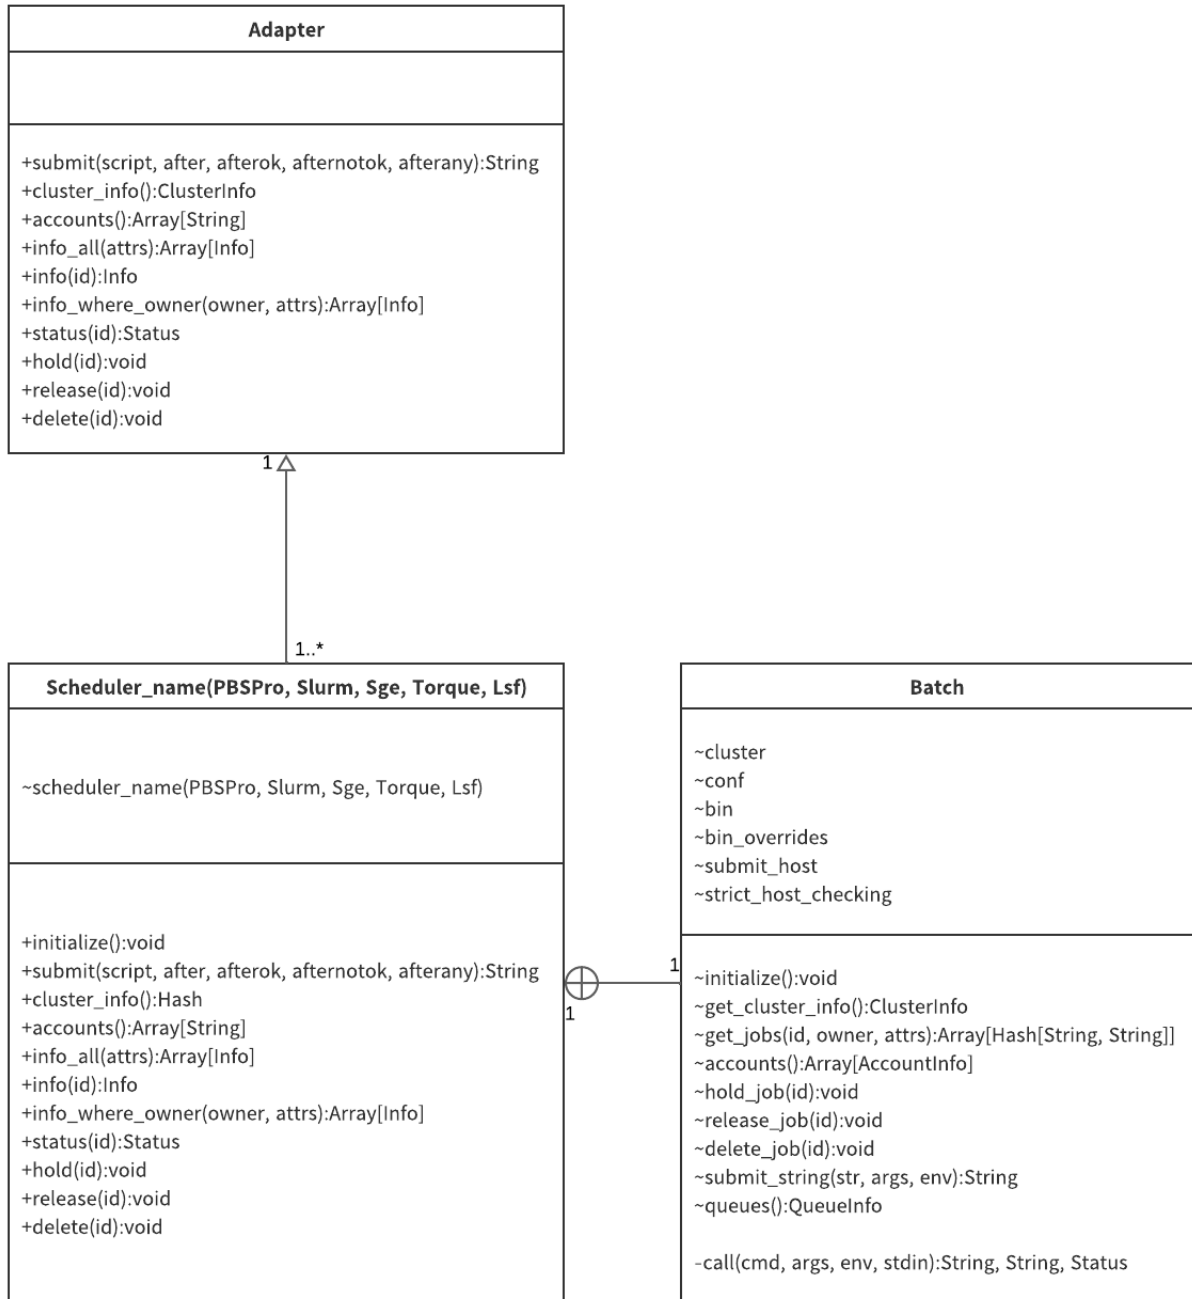 Adapter
+submit(script, after, afterok, afternotok, afterany):String
+cluster_info():ClusterInfo
+accounts():Array[String]
+info_all(attrs):Array[Info]
+info(id):Info
+info_where_owner(owner, attrs):Array[Info]
+status(id):Status
+hold(id):void
+release(id):void
+delete(id):void
1
1..*
Scheduler_name(PBSPro, Slurm, Sge, Torque, Lsf)
~scheduler_name(PBSPro, Slurm, Sge, Torque, Lsf)
+initialize():void
+submit(script, after, afterok, afternotok, afterany):String
+cluster_info():Hash
+accounts():Array[String]
+info_all(attrs):Array[Info]
+info(id):Info
+info_where_owner(owner, attrs):Array[Info]
+status(id):Status
+hold(id):void
+release(id):void
+delete(id):void
1
1
Batch
~cluster
~conf
~bin
~bin_overrides
~submit_host
~strict_host_checking
~initialize():void
~get_cluster_info():ClusterInfo
~get_jobs(id, owner, attrs):Array[Hash[String, String]]
~accounts():Array[AccountInfo]
~hold_job(id):void
~release_job(id):void
~delete_job(id):void
~submit_string(str, args, env):String
~queues():QueueInfo
-call(cmd, args, env, stdin):String, String, Status